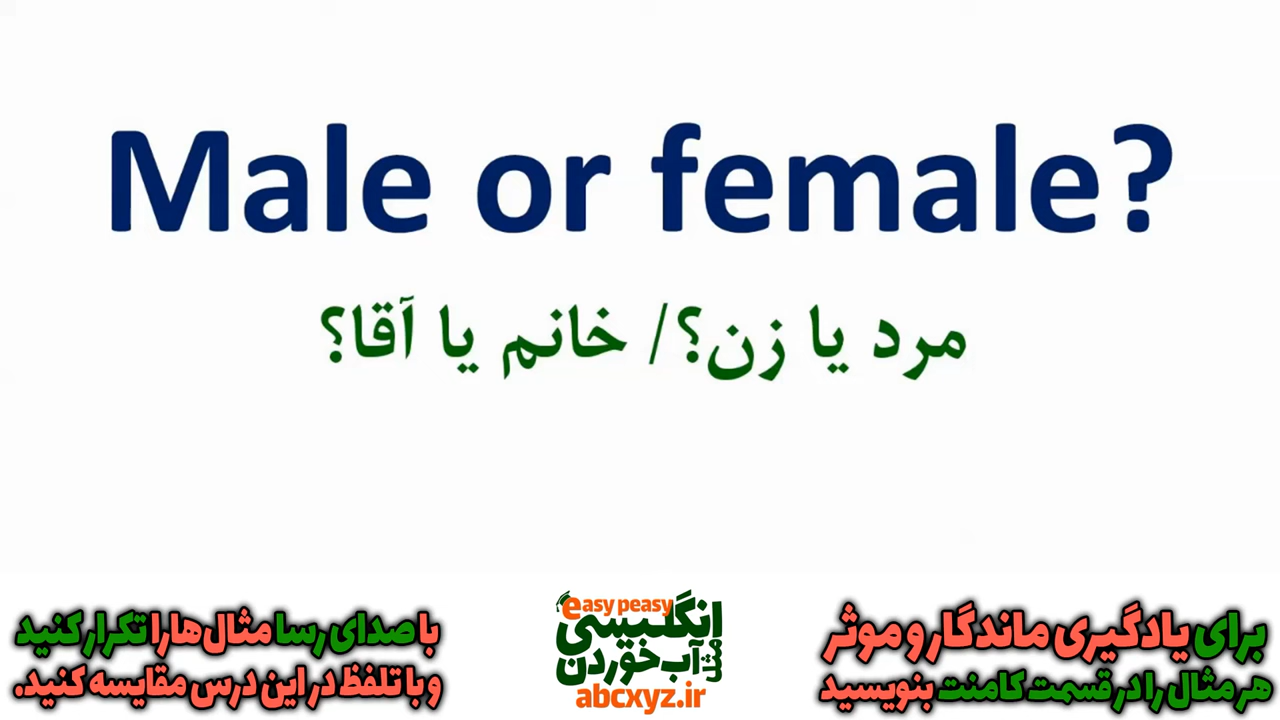 Male or female?
مرد یا زن؟/ خانم یا آقا؟
برای یادگیری ماندگار و موثر
هر مثال را در قسمت کامنت بنویسید
easy peasy
انگلیسی
مثل آب خوردن
abcxyz.ir
با صدای رسا مثال‌ها را تکرار کنید
و با تلفظ در این درس مقایسه کنید.